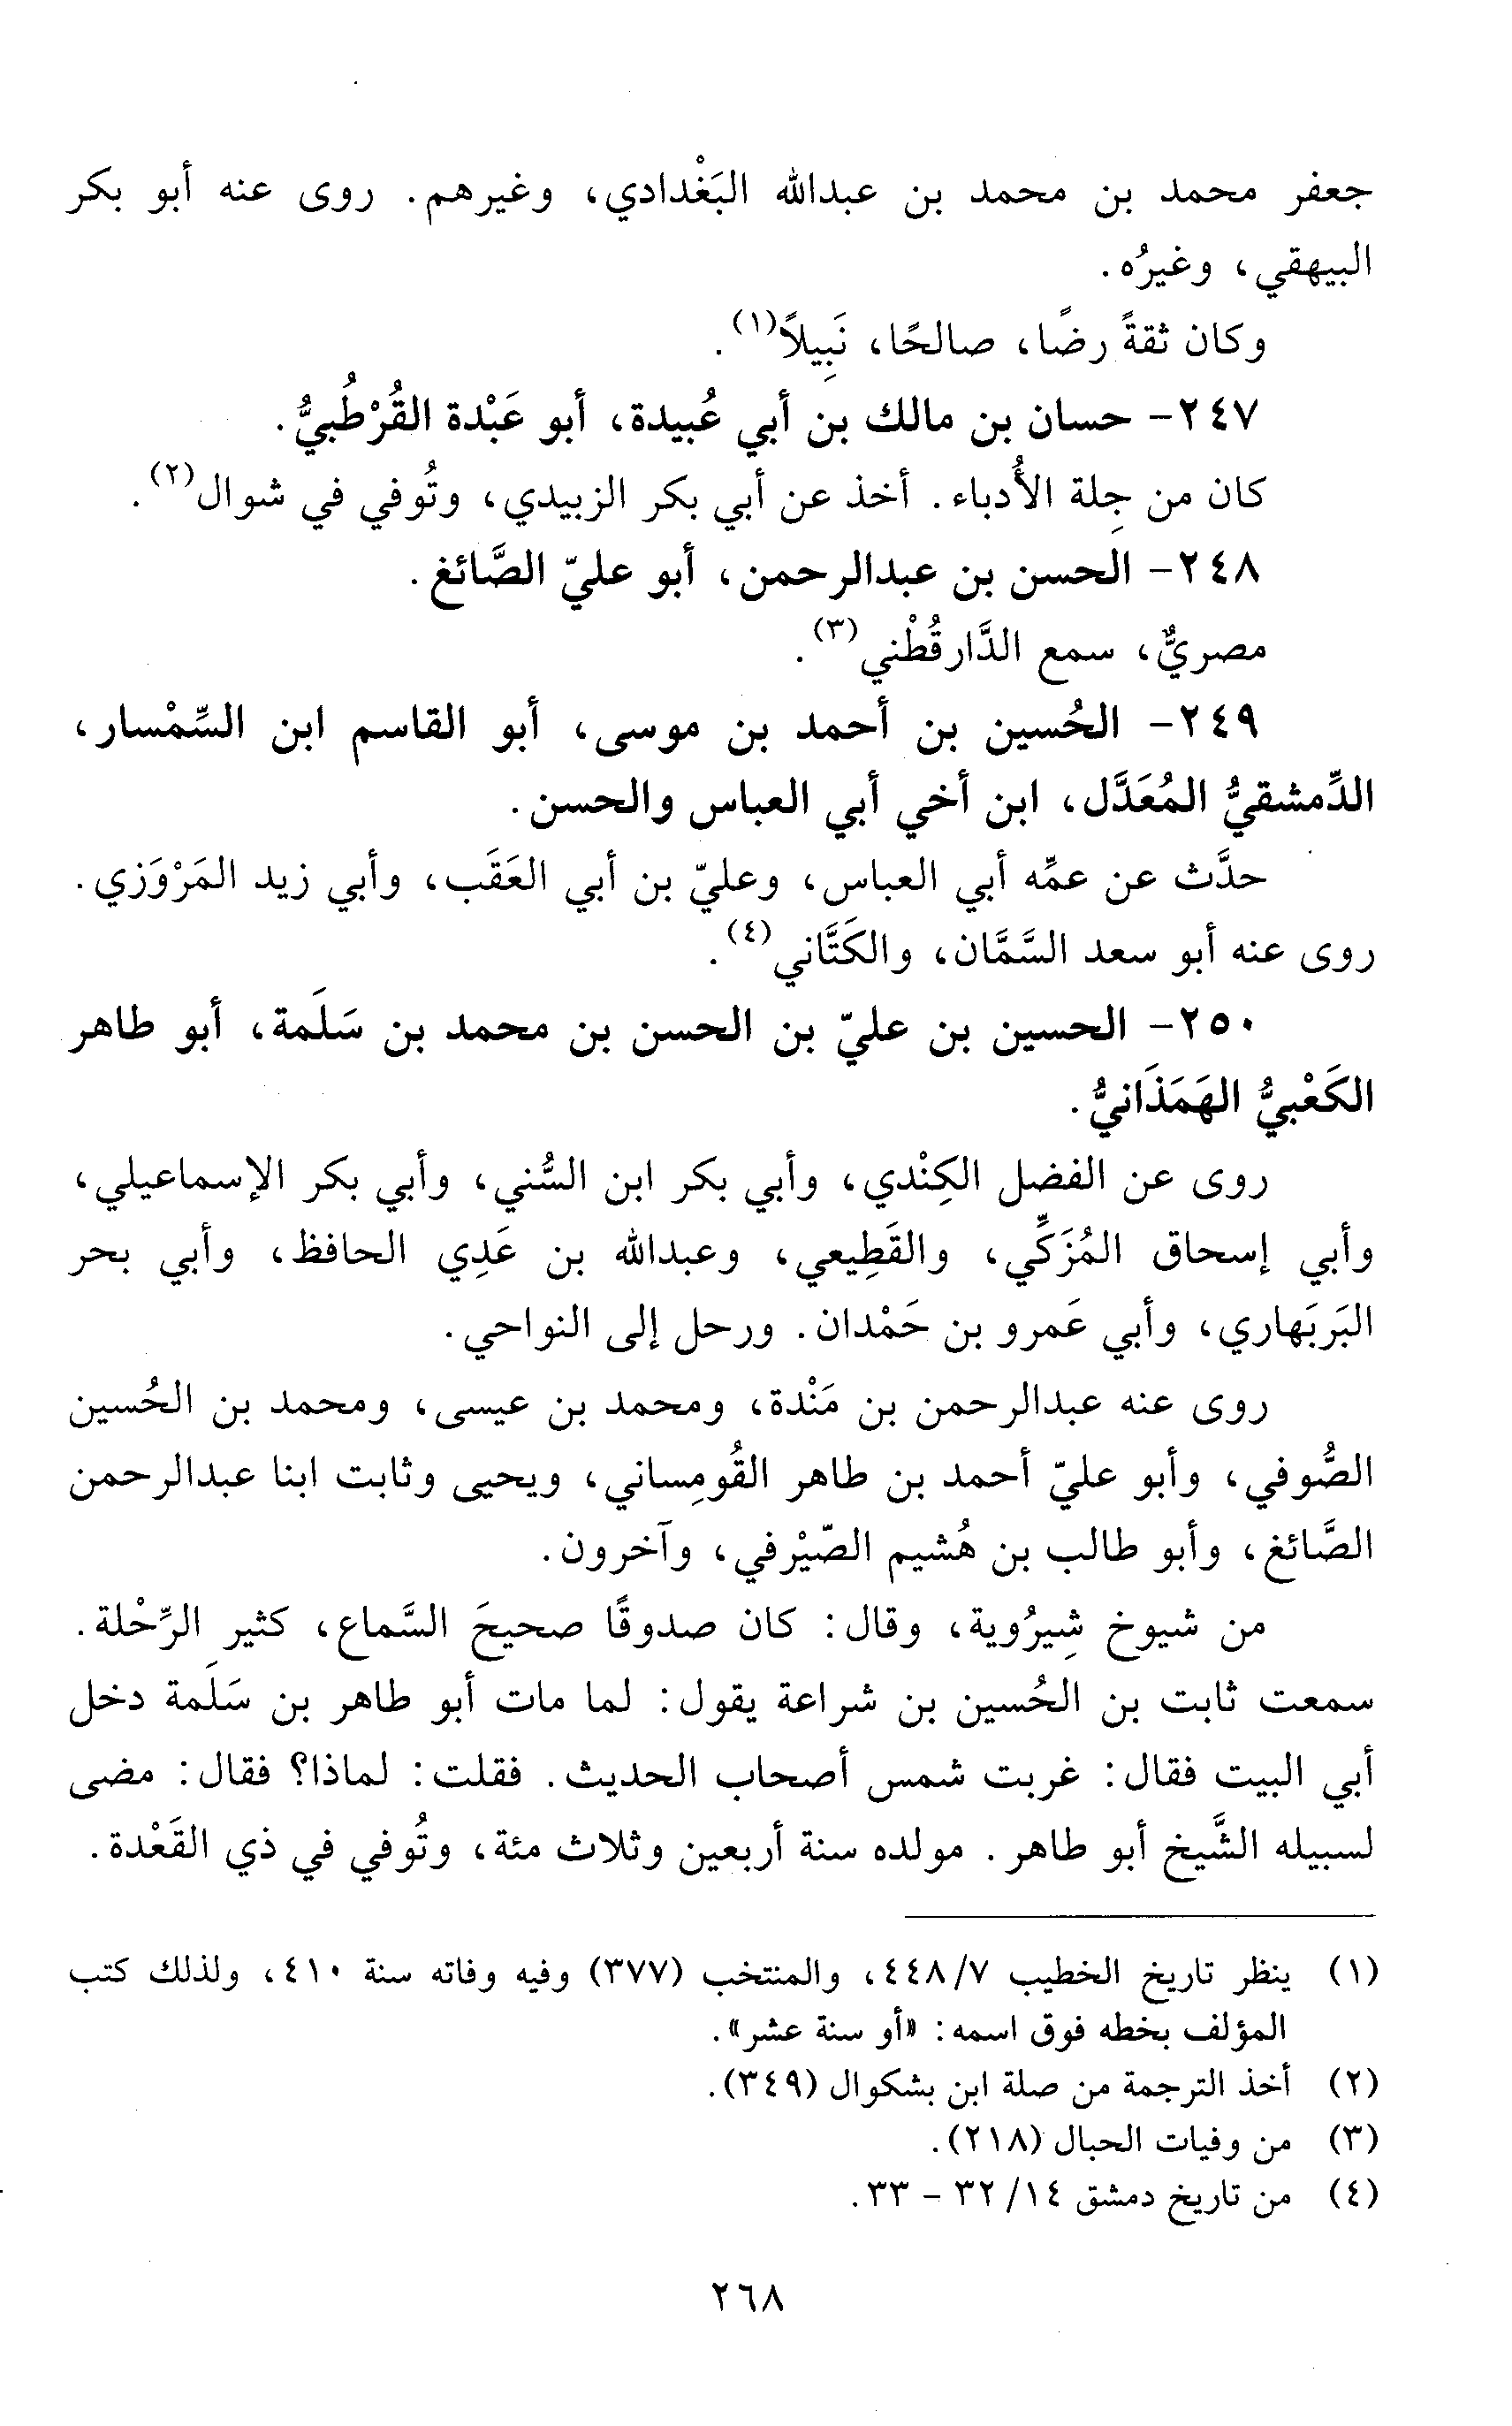 جعفر محمد بن محمد بن عبدالله البَغْدادي، وغيرهم. روى عنه أبو بكر
البيهقي، وغيرُه.
وكان ثقةً رضًا، صالحًا، نَبِيلاً(١).
٢٤٧- حسان بن مالك بن أبي عُبيدة، أبو عَبْدة القُرْطُبيُّ.
كان من جِلة الأُدباء. أخذ عن أبي بكر الزبيدي، وتُوفي في شوال(٢).
٢٤٨- الحسن بن عبدالرحمن، أبو عليّ الصَّائغ.
مصريٌّ، سمع الدَّارقُطْني(٣).
٢٤٩- الحُسين بن أحمد بن موسى، أبو القاسم ابن السِّمْسار،
الدِّمشقيُّ المُعَدَّل، ابن أخي أبي العباس والحسن.
حدَّث عن عمِّه أبي العباس، وعليّ بن أبي العَقَب، وأبي زيد المَرْوَزي.
روى عنه أبو سعد السَّمَّان، والكَتَّاني(٤).
٢٥٠- الحسين بن عليّ بن الحسن بن محمد بن سَلَمة، أبو طاهر
الكَعْبيُّ الهَمَذَانيُّ.
روى عن الفضل الكِنْدي، وأبي بكر ابن السُّني، وأبي بكر الإسماعيلي،
وأبي إسحاق المُزَكِّي، والقَطِيعي، وعبدالله بن عَدِي الحافظ، وأبي بحر
البَربَهاري، وأبي عَمرو بن حَمْدان. ورحل إلى النواحي.
روى عنه عبدالرحمن بن مَنْدة، ومحمد بن عيسى، ومحمد بن الحُسين
الصُّوفي، وأبو عليّ أحمد بن طاهر القُومِساني، ويحيى وثابت ابنا عبدالرحمن
الصَّائغ، وأبو طالب بن هُشيم الصّيْرفي، وآخرون.
من شيوخ شِيرُوية، وقال: كان صدوقًا صحيحَ السَّماع، كثير الرِّحْلة.
سمعت ثابت بن الحُسين بن شراعة يقول: لما مات أبو طاهر بن سَلَمة دخل
أبي البيت فقال: غربت شمس أصحاب الحديث. فقلت: لماذا؟ فقال: مضى
لسبيله الشَّيخ أبو طاهر. مولده سنة أربعين وثلاث مئة، وتُوفي في ذي القَعْدة.
(١) ينظر تاريخ الخطيب ٧/ ٤٤٨، والمنتخب (٣٧٧) وفيه وفاته سنة ٤١٠، ولذلك كتب
المؤلف بخطه فوق اسمه: «أو سنة عشر».
(٢) أخذ الترجمة من صلة ابن بشكوال (٣٤٩).
(٣) من وفيات الحبال (٢١٨).
(٤) من تاريخ دمشق ١٤/ ٣٢ - ٣٣.
٢٦٨